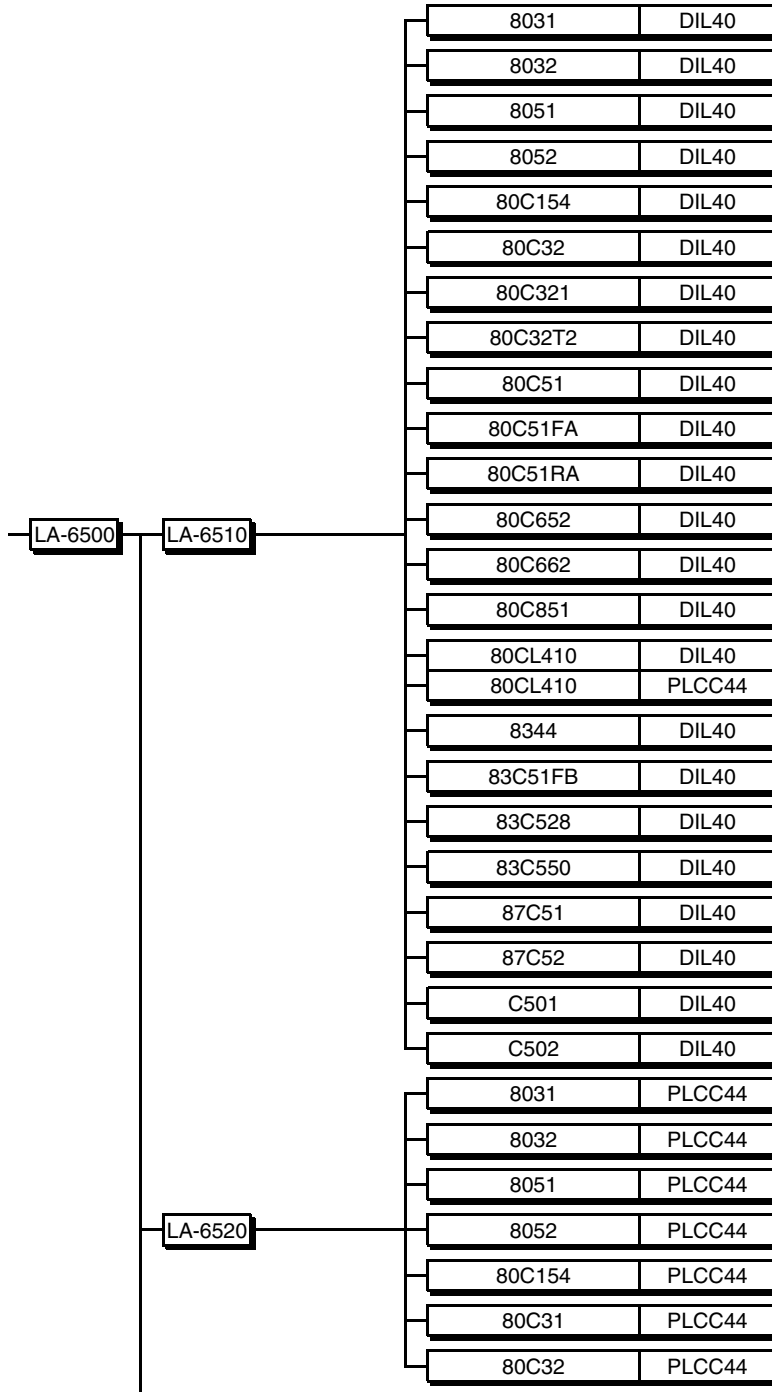 8031 DIL40
8032 DIL40
8051 DIL40
8052 DIL40
80C154 DIL40
80C32 DIL40
80C321 DIL40
80C32T2 DIL40
80C51 DIL40
80C51FA DIL40
80C51RA DIL40
LA-6500 LA-6510 80C652 DIL40
80C662 DIL40
80C851 DIL40
80CL410 DIL40
80CL410 PLCC44
8344 DIL40
83C51FB DIL40
83C528 DIL40
83C550 DIL40
87C51 DIL40
87C52 DIL40
C501 DIL40
C502 DIL40
8031 PLCC44
8032 PLCC44
8051 PLCC44
LA-6520 8052 PLCC44
80C154 PLCC44
80C31 PLCC44
80C32 PLCC44